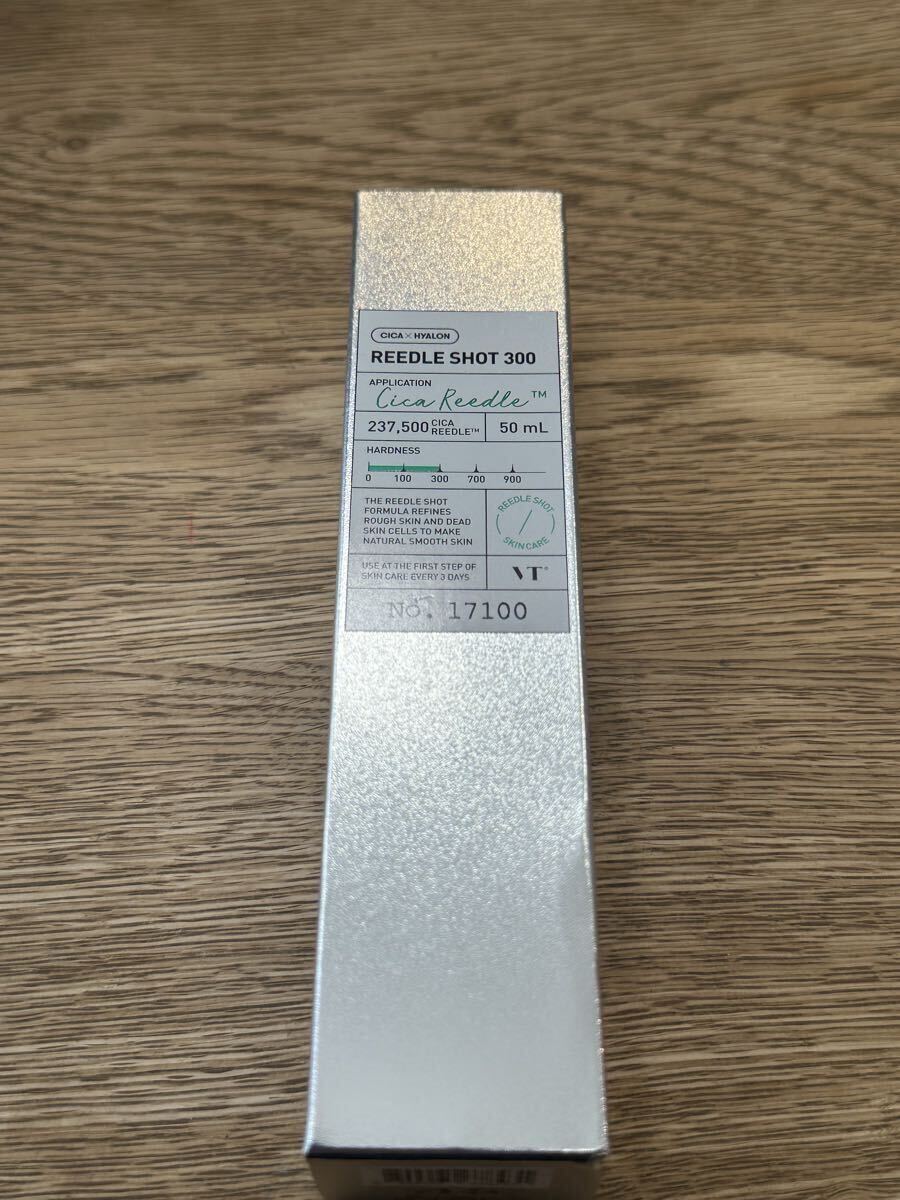 CICA × HYALON
REEDLE SHOT 300
APPLICATION
Cica Reedle™
237,500 CICA REEDLE™
50 mL
HARDNESS
0 100 300 700 900
THE REEDLE SHOT
FORMULA REFINES
ROUGH SKIN AND DEAD
SKIN CELLS TO MAKE
NATURAL SMOOTH SKIN
REEDLE SHOT
SKIN CARE
USE AT THE FIRST STEP OF
SKIN CARE EVERY 3 DAYS
VT®
No. 17100